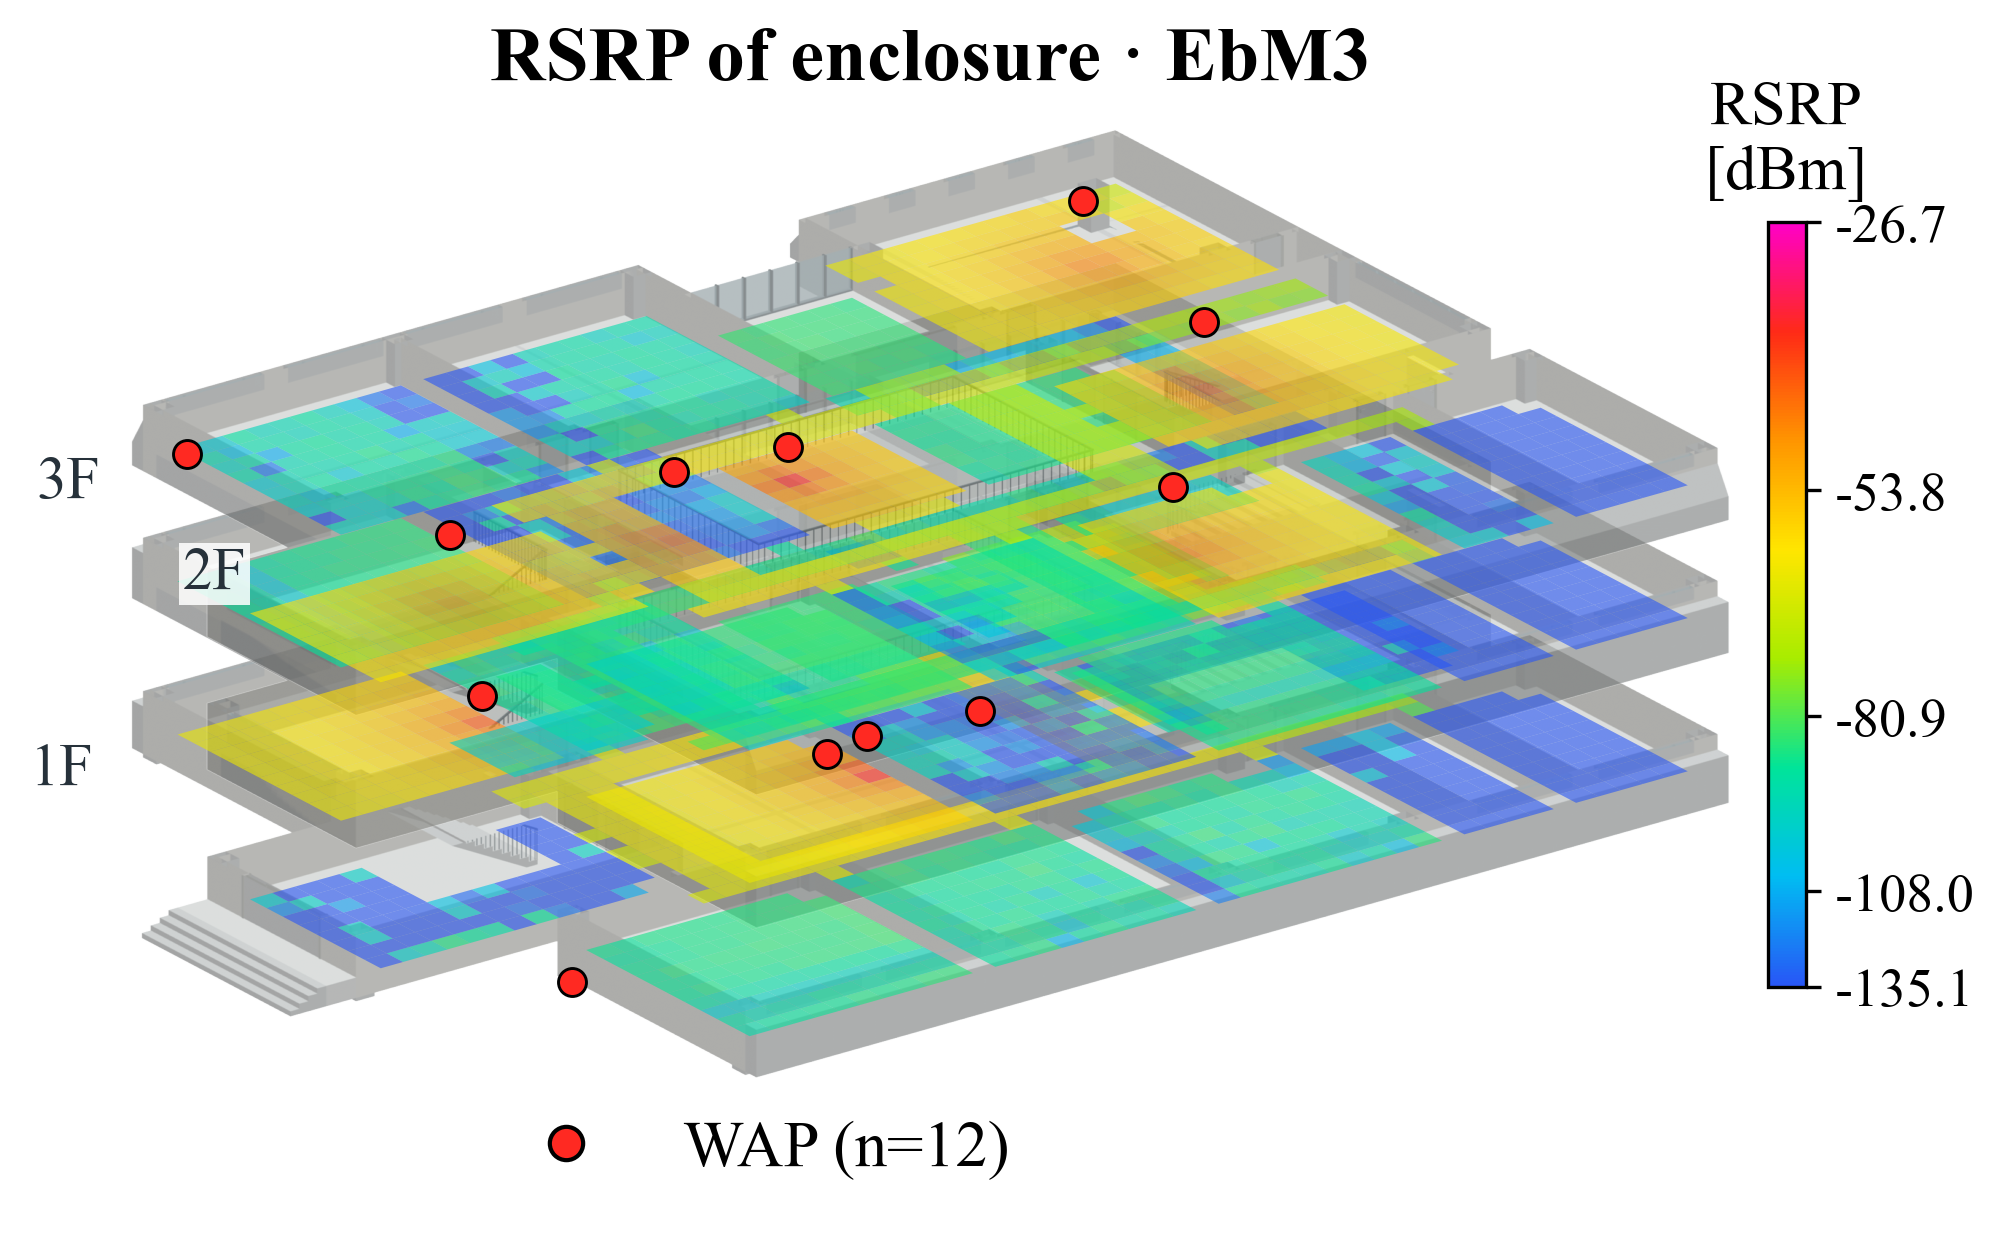 RSRP of enclosure · EbM3
RSRP
[dBm]
-26.7
-53.8
-80.9
-108.0
-135.1
3F
2F
1F
WAP (n=12)